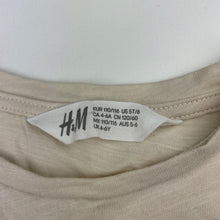 H&M
EUR 110/116 US 5T/6
CA 4-6A CN 120/60
MX 110/116 AUS 5-6
UK 4-6Y